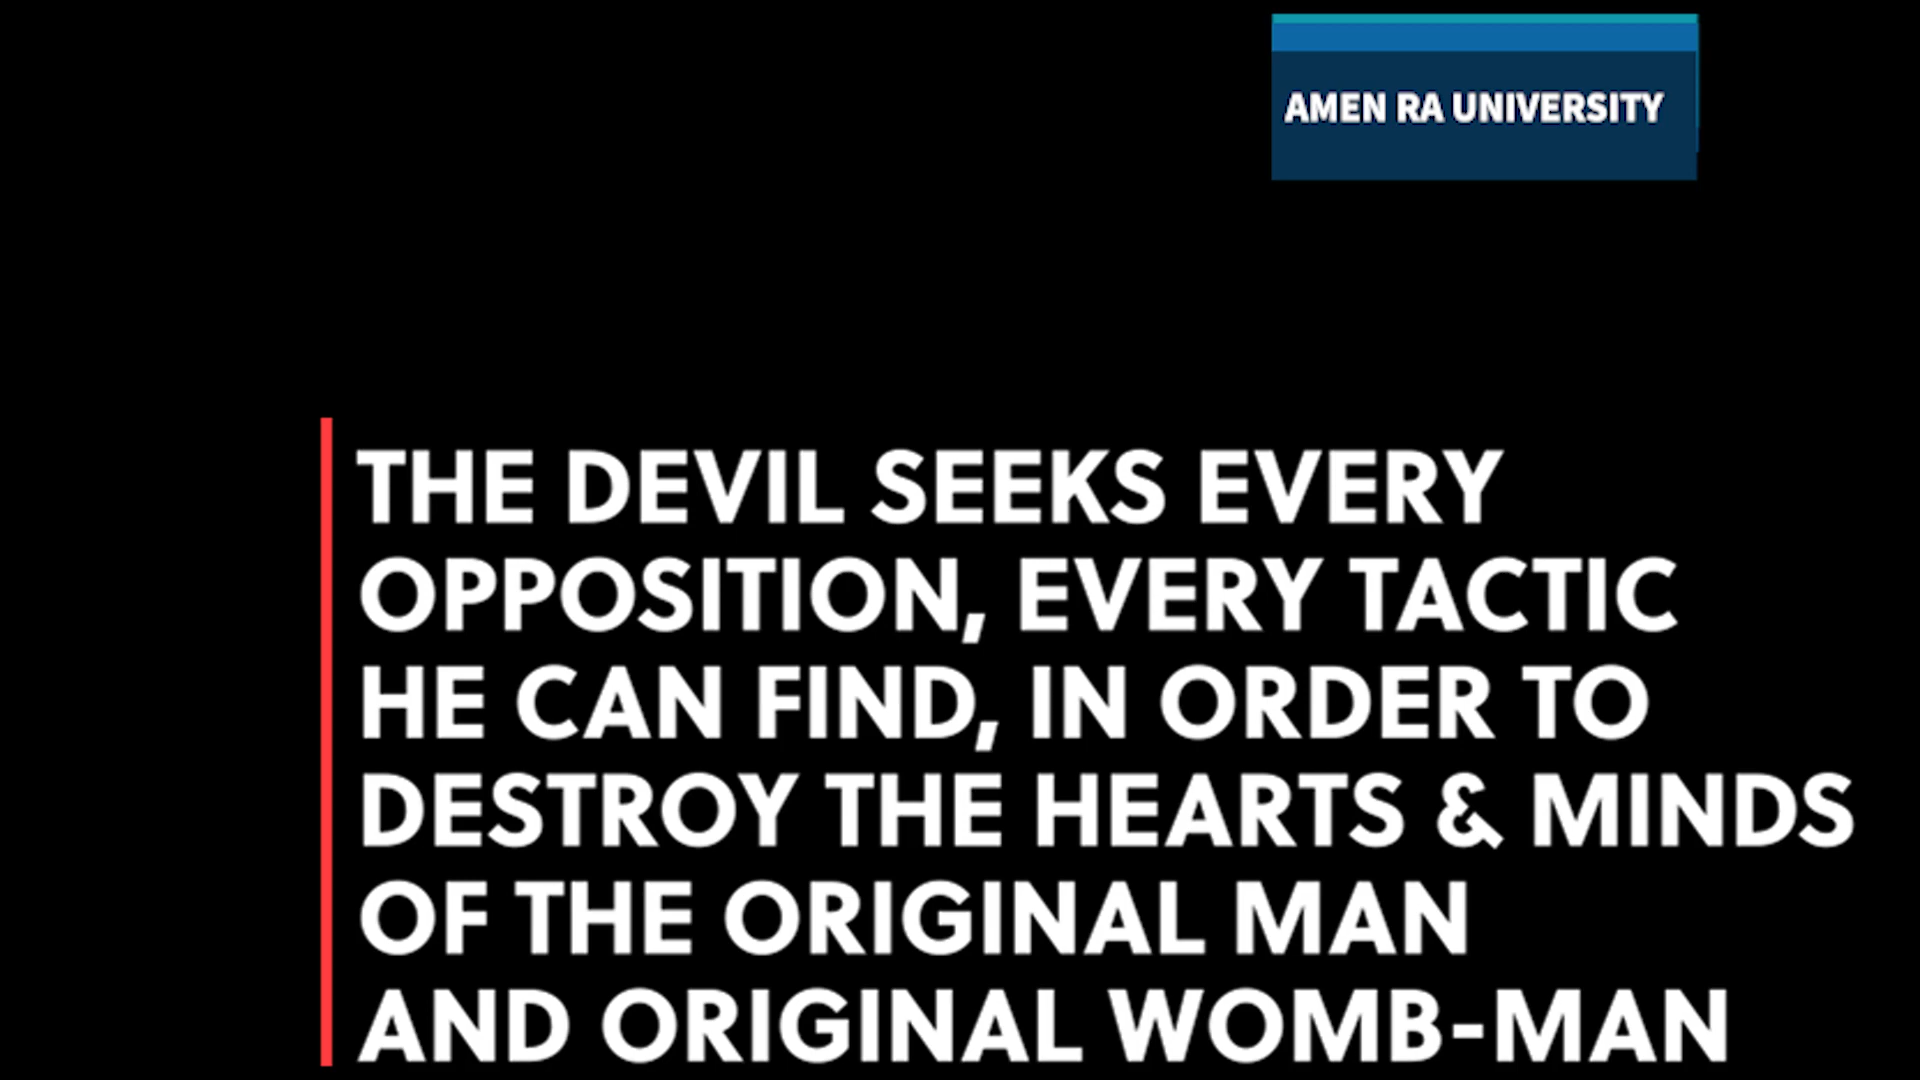 AMEN RA UNIVERSITY
THE DEVIL SEEKS EVERY
OPPOSITION, EVERY TACTIC
HE CAN FIND, IN ORDER TO
DESTROY THE HEARTS & MINDS
OF THE ORIGINAL MAN
AND ORIGINAL WOMB-MAN